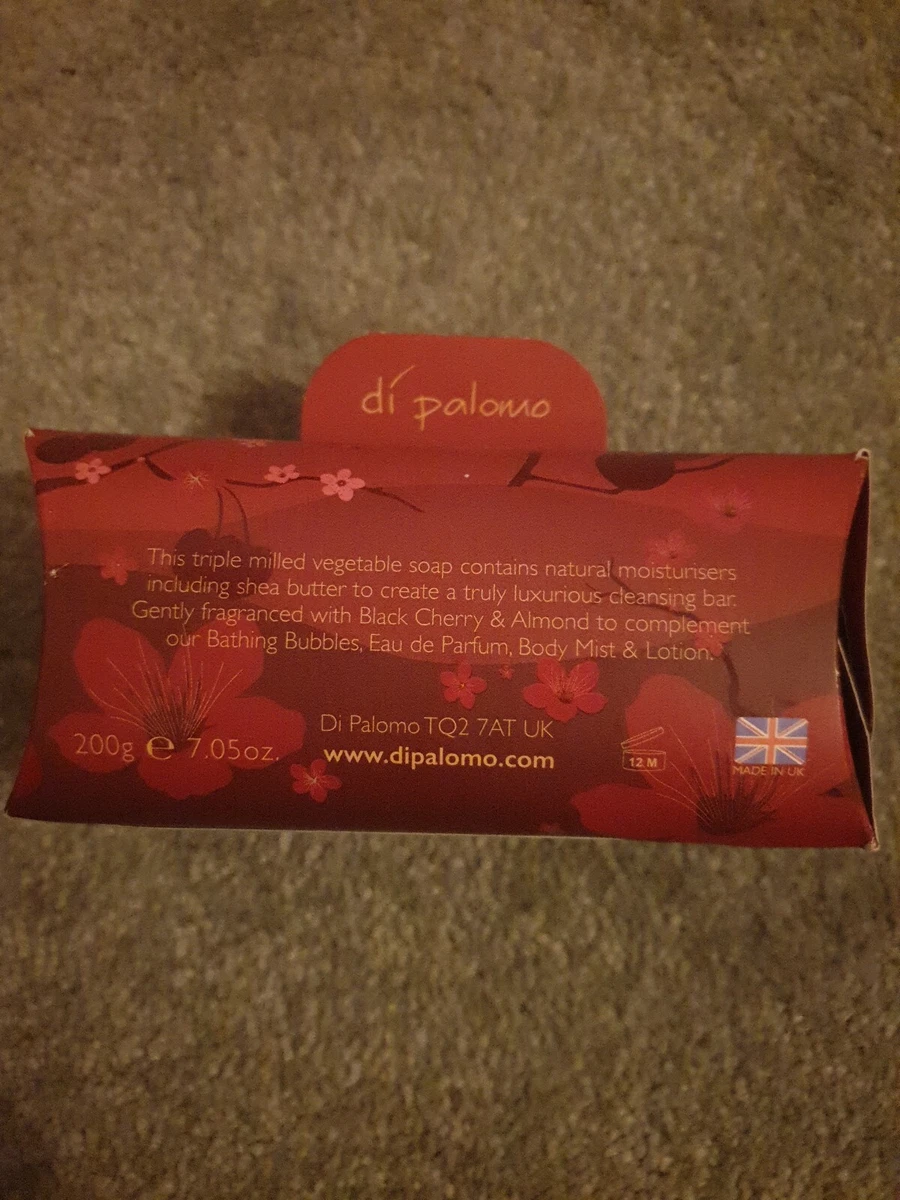 dí palomo
This triple milled vegetable soap contains natural moisturisers
including shea butter to create a truly luxurious cleansing bar.
Gently fragranced with Black Cherry & Almond to complement
our Bathing Bubbles, Eau de Parfum, Body Mist & Lotion.
Di Palomo TQ2 7AT UK
200g ℮ 7.05oz.
www.dipalomo.com
12 M
MADE IN UK